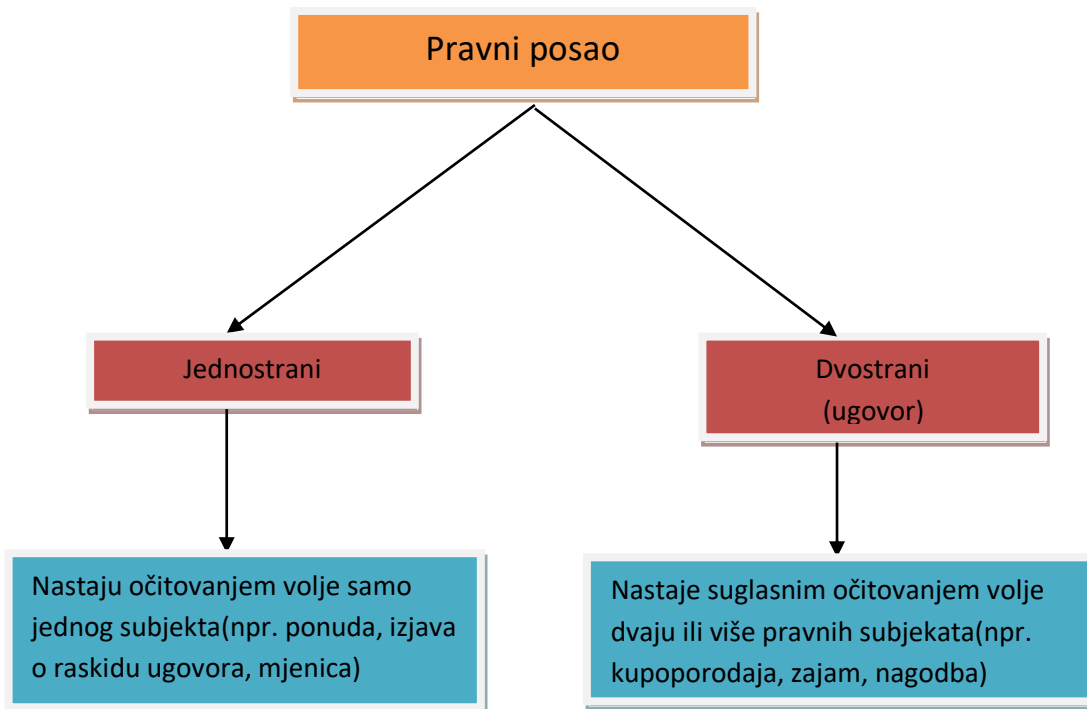 Pravni posao
Jednostrani
Dvostrani
(ugovor)
Nastaju očitovanjem volje samo
jednog subjekta(npr. ponuda, izjava
o raskidu ugovora, mjenica)
Nastaje suglasnim očitovanjem volje
dvaju ili više pravnih subjekata(npr.
kupoporodaja, zajam, nagodba)